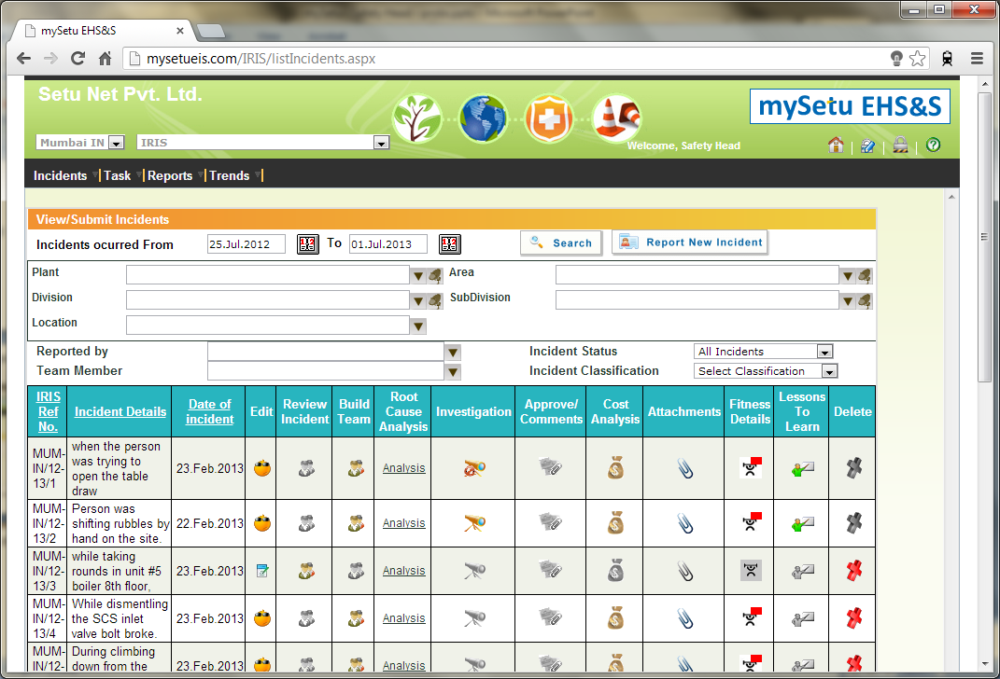 mySetu EHS&S
mysetueis.com/IRIS/listIncidents.aspx
Setu Net Pvt. Ltd.
mySetu EHS&S
Mumbai IN
IRIS
Welcome, Safety Head
Incidents Task Reports Trends
View/Submit Incidents
Incidents ocurred From 25.Jul.2012 To 01.Jul.2013 Search Report New Incident
Plant Area
Division SubDivision
Location
Reported by Incident Status All Incidents
Team Member Incident Classification Select Classification
IRIS Ref No. Incident Details Date of incident Edit Review Incident Build Team Root Cause Analysis Investigation Approve/ Comments Cost Analysis Attachments Fitness Details Lessons To Learn Delete
MUM-IN/12-13/1 when the person was trying to open the table draw 23.Feb.2013 Analysis
MUM-IN/12-13/2 Person was shifting rubbles by hand on the site. 22.Feb.2013 Analysis
MUM-IN/12-13/3 while taking rounds in unit #5 boiler 8th floor, 23.Feb.2013 Analysis
MUM-IN/12-13/4 While dismentling the SCS inlet valve bolt broke. 23.Feb.2013 Analysis
MUM-IN/12- During climbing down from the 23.Feb.2013 Analysis